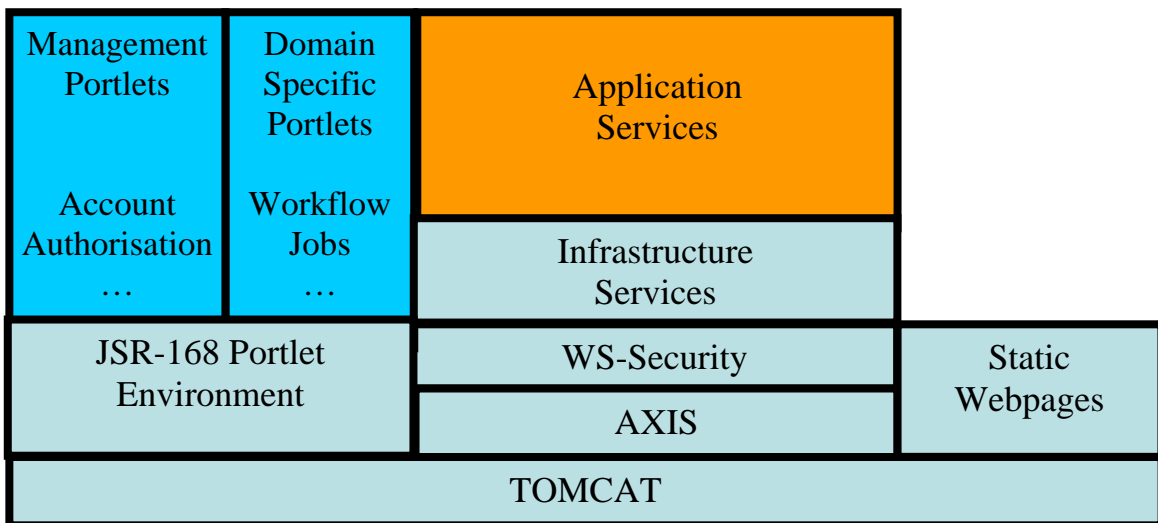 Management
Portlets
Account
Authorisation
…
Domain
Specific
Portlets
Workflow
Jobs
…
Application
Services
Infrastructure
Services
JSR-168 Portlet
Environment
WS-Security
AXIS
Static
Webpages
TOMCAT